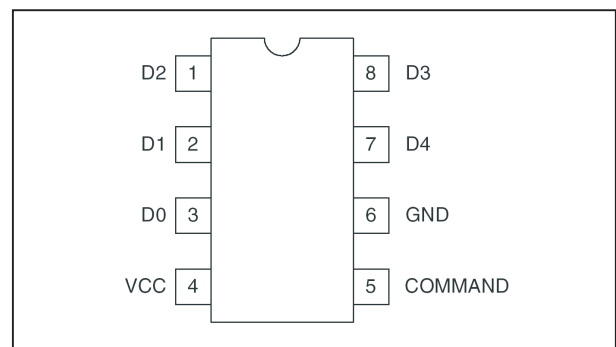 D2 1 8 D3
D1 2 7 D4
D0 3 6 GND
VCC 4 5 COMMAND